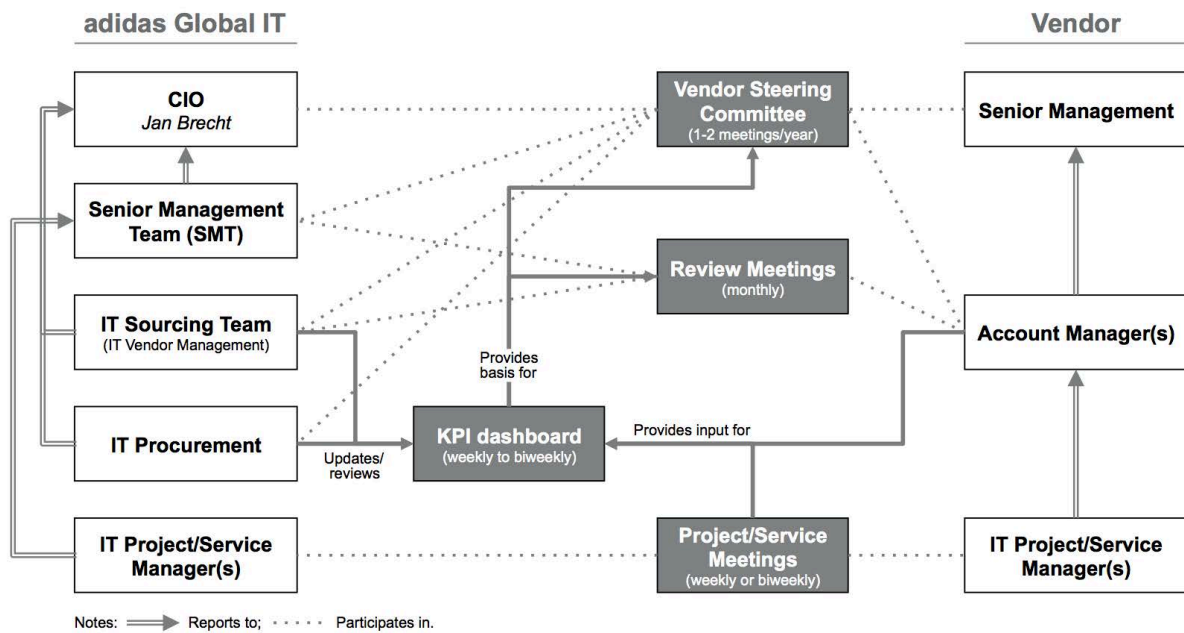 adidas Global IT
Vendor
CIO
Jan Brecht
Vendor Steering
Committee
(1-2 meetings/year)
Senior Management
Senior Management
Team (SMT)
Review Meetings
(monthly)
IT Sourcing Team
(IT Vendor Management)
Account Manager(s)
Provides
basis for
IT Procurement
KPI dashboard
(weekly to biweekly)
Provides input for
Updates/
reviews
IT Project/Service
Manager(s)
Project/Service
Meetings
(weekly or biweekly)
IT Project/Service
Manager(s)
Notes: Reports to; Participates in.